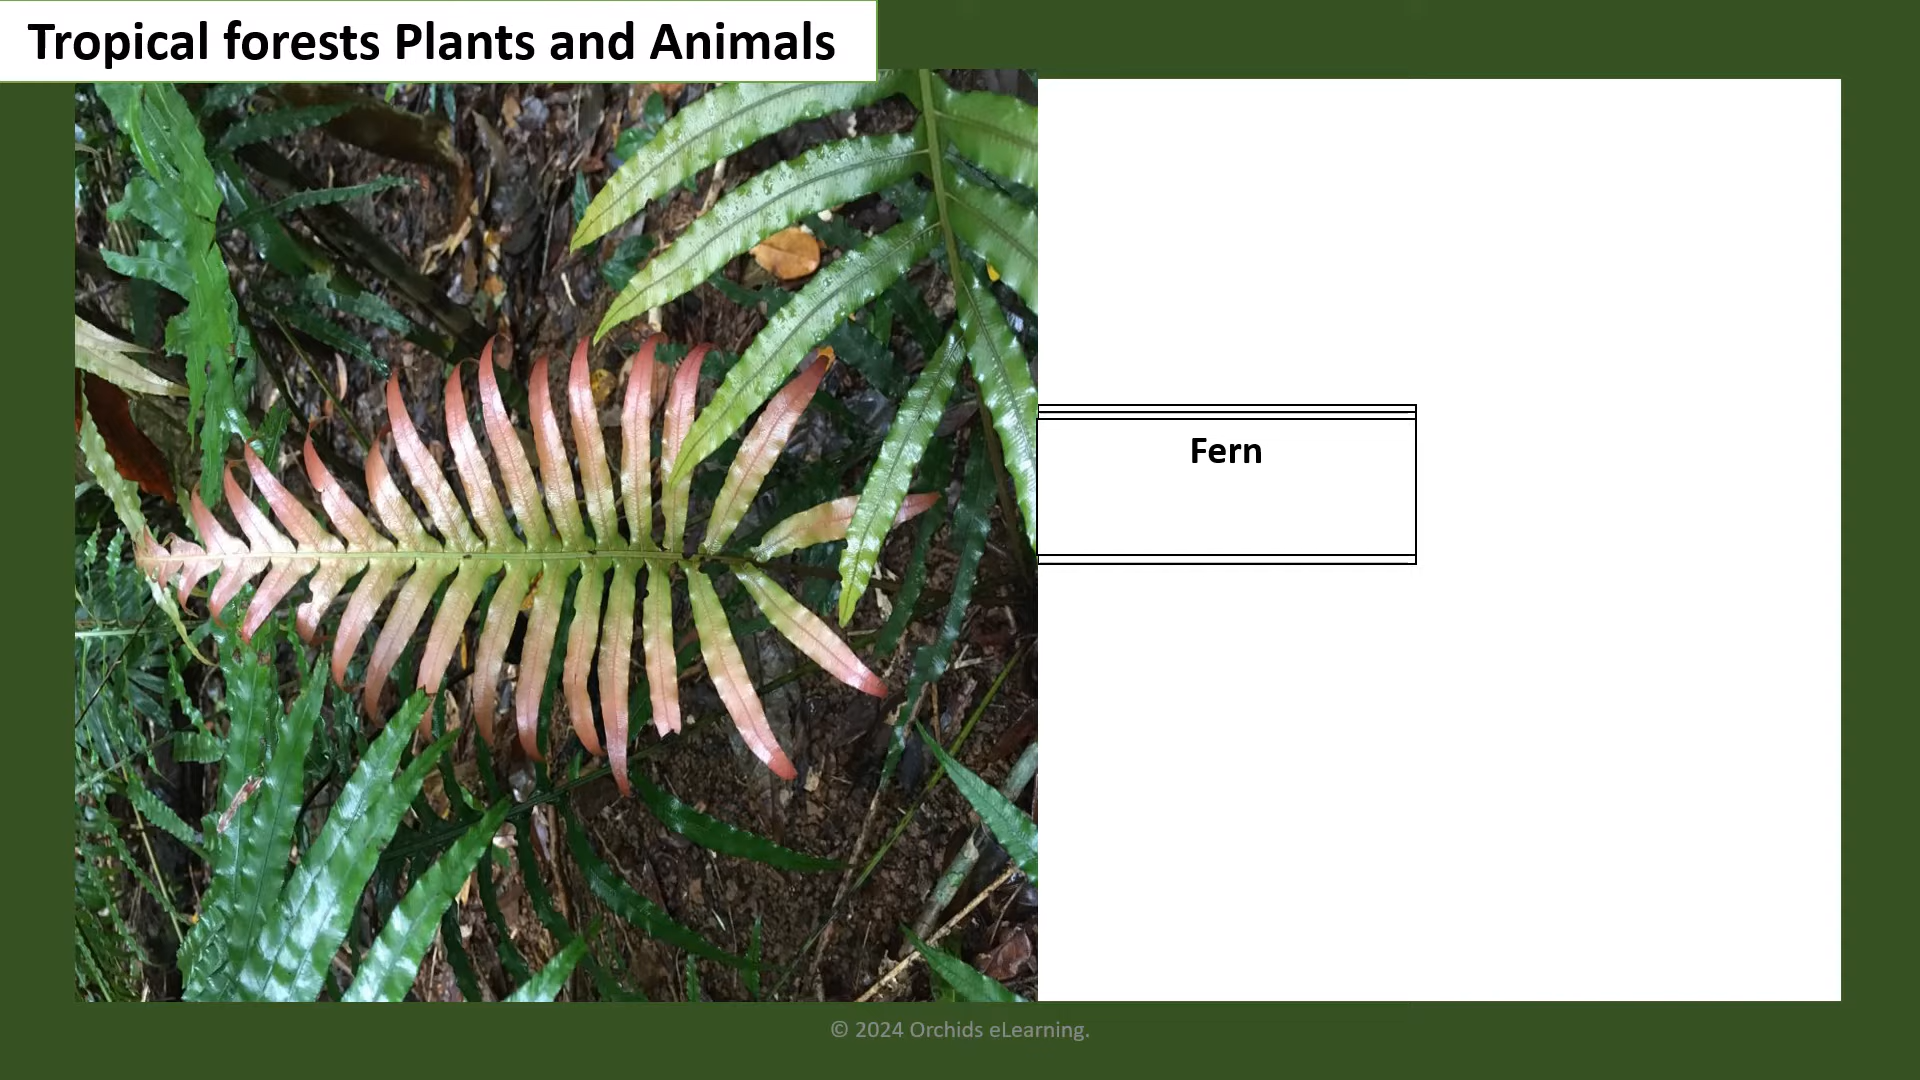 Tropical forests Plants and Animals
Fern
© 2024 Orchids eLearning.